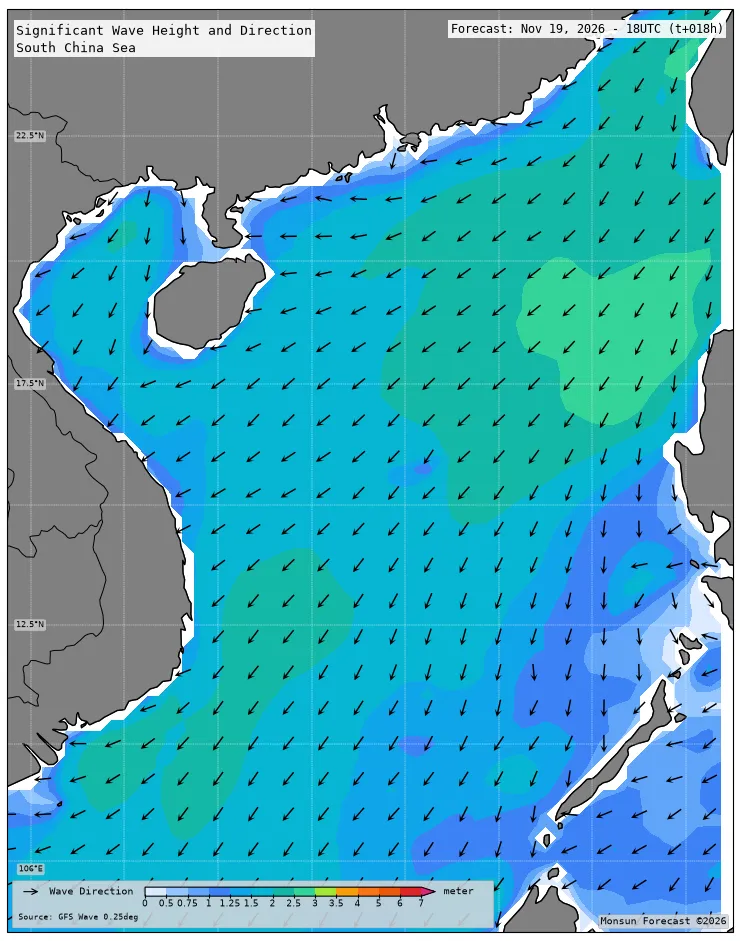 Significant Wave Height and Direction
South China Sea
Forecast: Nov 19, 2026 - 18UTC (t+018h)
22.5°N
17.5°N
12.5°N
106°E
Wave Direction
meter
0 0.5 0.75 1 1.25 1.5 2 2.5 3 3.5 4 5 6 7
Source: GFS Wave 0.25deg
Monsun Forecast ©2026